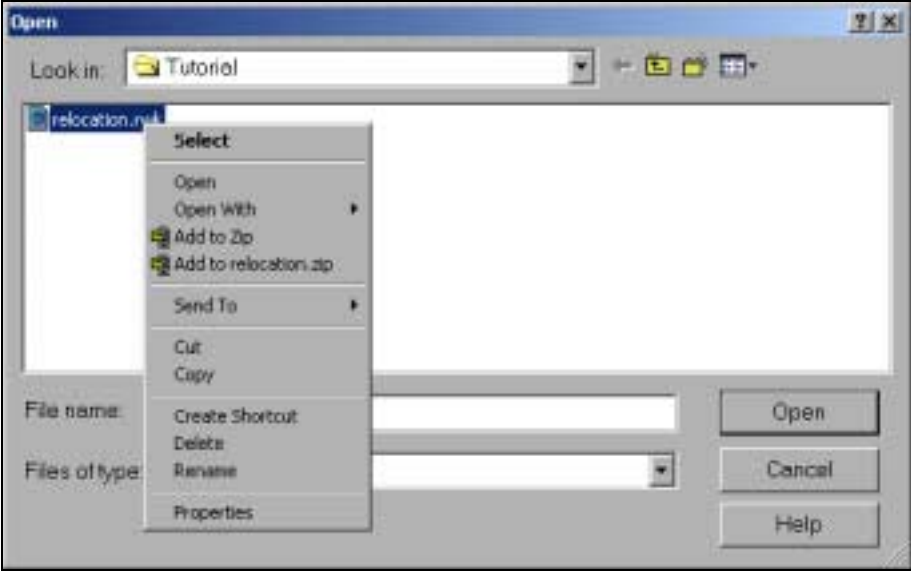 Open
Look in: Tutorial
Select
Open
Open With
Add to Zip
Add to relocation.zip
Send To
Cut
Copy
Create Shortcut
Delete
Rename
Properties
File name:
Files of type:
Open
Cancel
Help